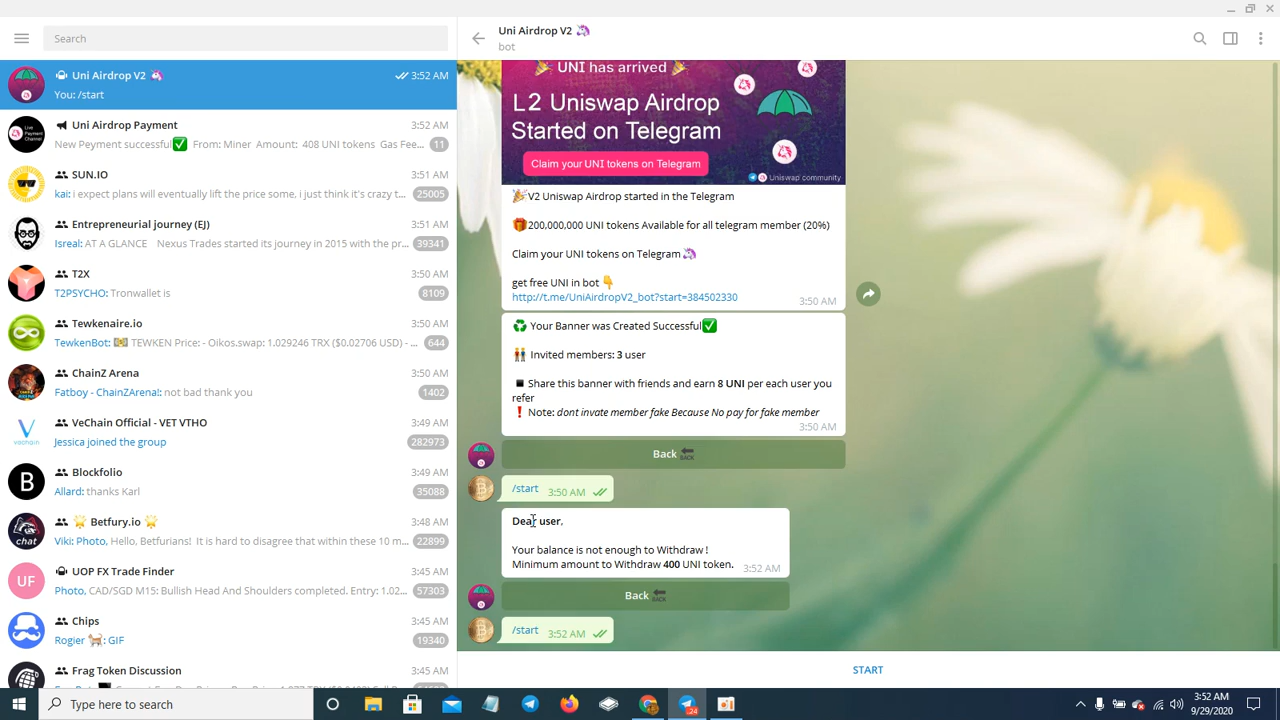 Search
Uni Airdrop V2 🦄
3:52 AM
You: /start
Uni Airdrop Payment
3:52 AM
New Peyment successful✅ From: Miner Amount: 408 UNI tokens Gas Fee...
11
SUN.IO
3:51 AM
kai: I expect plans will eventually lift the price some, i just think it's crazy t...
25005
Entrepreneurial journey (EJ)
3:51 AM
Isreal: AT A GLANCE Nexus Trades started its journey in 2015 with the pr...
39341
T2X
3:50 AM
T2PSYCHO: Tronwallet is
8109
Tewkenaire.io
3:50 AM
TewkenBot: 💵 TEWKEN Price: - Oikos.swap: 1.029246 TRX ($0.02706 USD) - ...
644
ChainZ Arena
3:50 AM
Fatboy - ChainZArena!: not bad thank you
1402
VeChain Official - VET VTHO
3:49 AM
Jessica joined the group
282973
Blockfolio
3:49 AM
Allard: thanks Karl
35088
🌟 Betfury.io 🌟
3:48 AM
Viki: Photo, Hello, Betfurians! It is hard to disagree that within these 10 m...
22899
UOP FX Trade Finder
3:45 AM
Photo, CAD/SGD M15: Bullish Head And Shoulders completed. Entry: 1.02...
57303
Chips
3:45 AM
Rogier 🐪: GIF
19340
Frag Token Discussion
3:45 AM
Uni Airdrop V2 🦄
bot
🎉 UNI has arrived 🎉
L2 Uniswap Airdrop
Started on Telegram
Claim your UNI tokens on Telegram
Uniswap community
🎉V2 Uniswap Airdrop started in the Telegram
🎁200,000,000 UNI tokens Available for all telegram member (20%)
Claim your UNI tokens on Telegram🦄
get free UNI in bot 👇
http://t.me/UniAirdropV2_bot?start=384502330
3:50 AM
♻️ Your Banner was Created Successful✅
👬 Invited members: 3 user
◾ Share this banner with friends and earn 8 UNI per each user you
refer
❗ Note: dont invate member fake Because No pay for fake member
3:50 AM
Back 🔙
/start 3:50 AM
Dear user,
Your balance is not enough to Withdraw !
Minimum amount to Withdraw 400 UNI token.
3:52 AM
Back 🔙
/start 3:52 AM
START
Type here to search
24
3:52 AM
9/29/2020